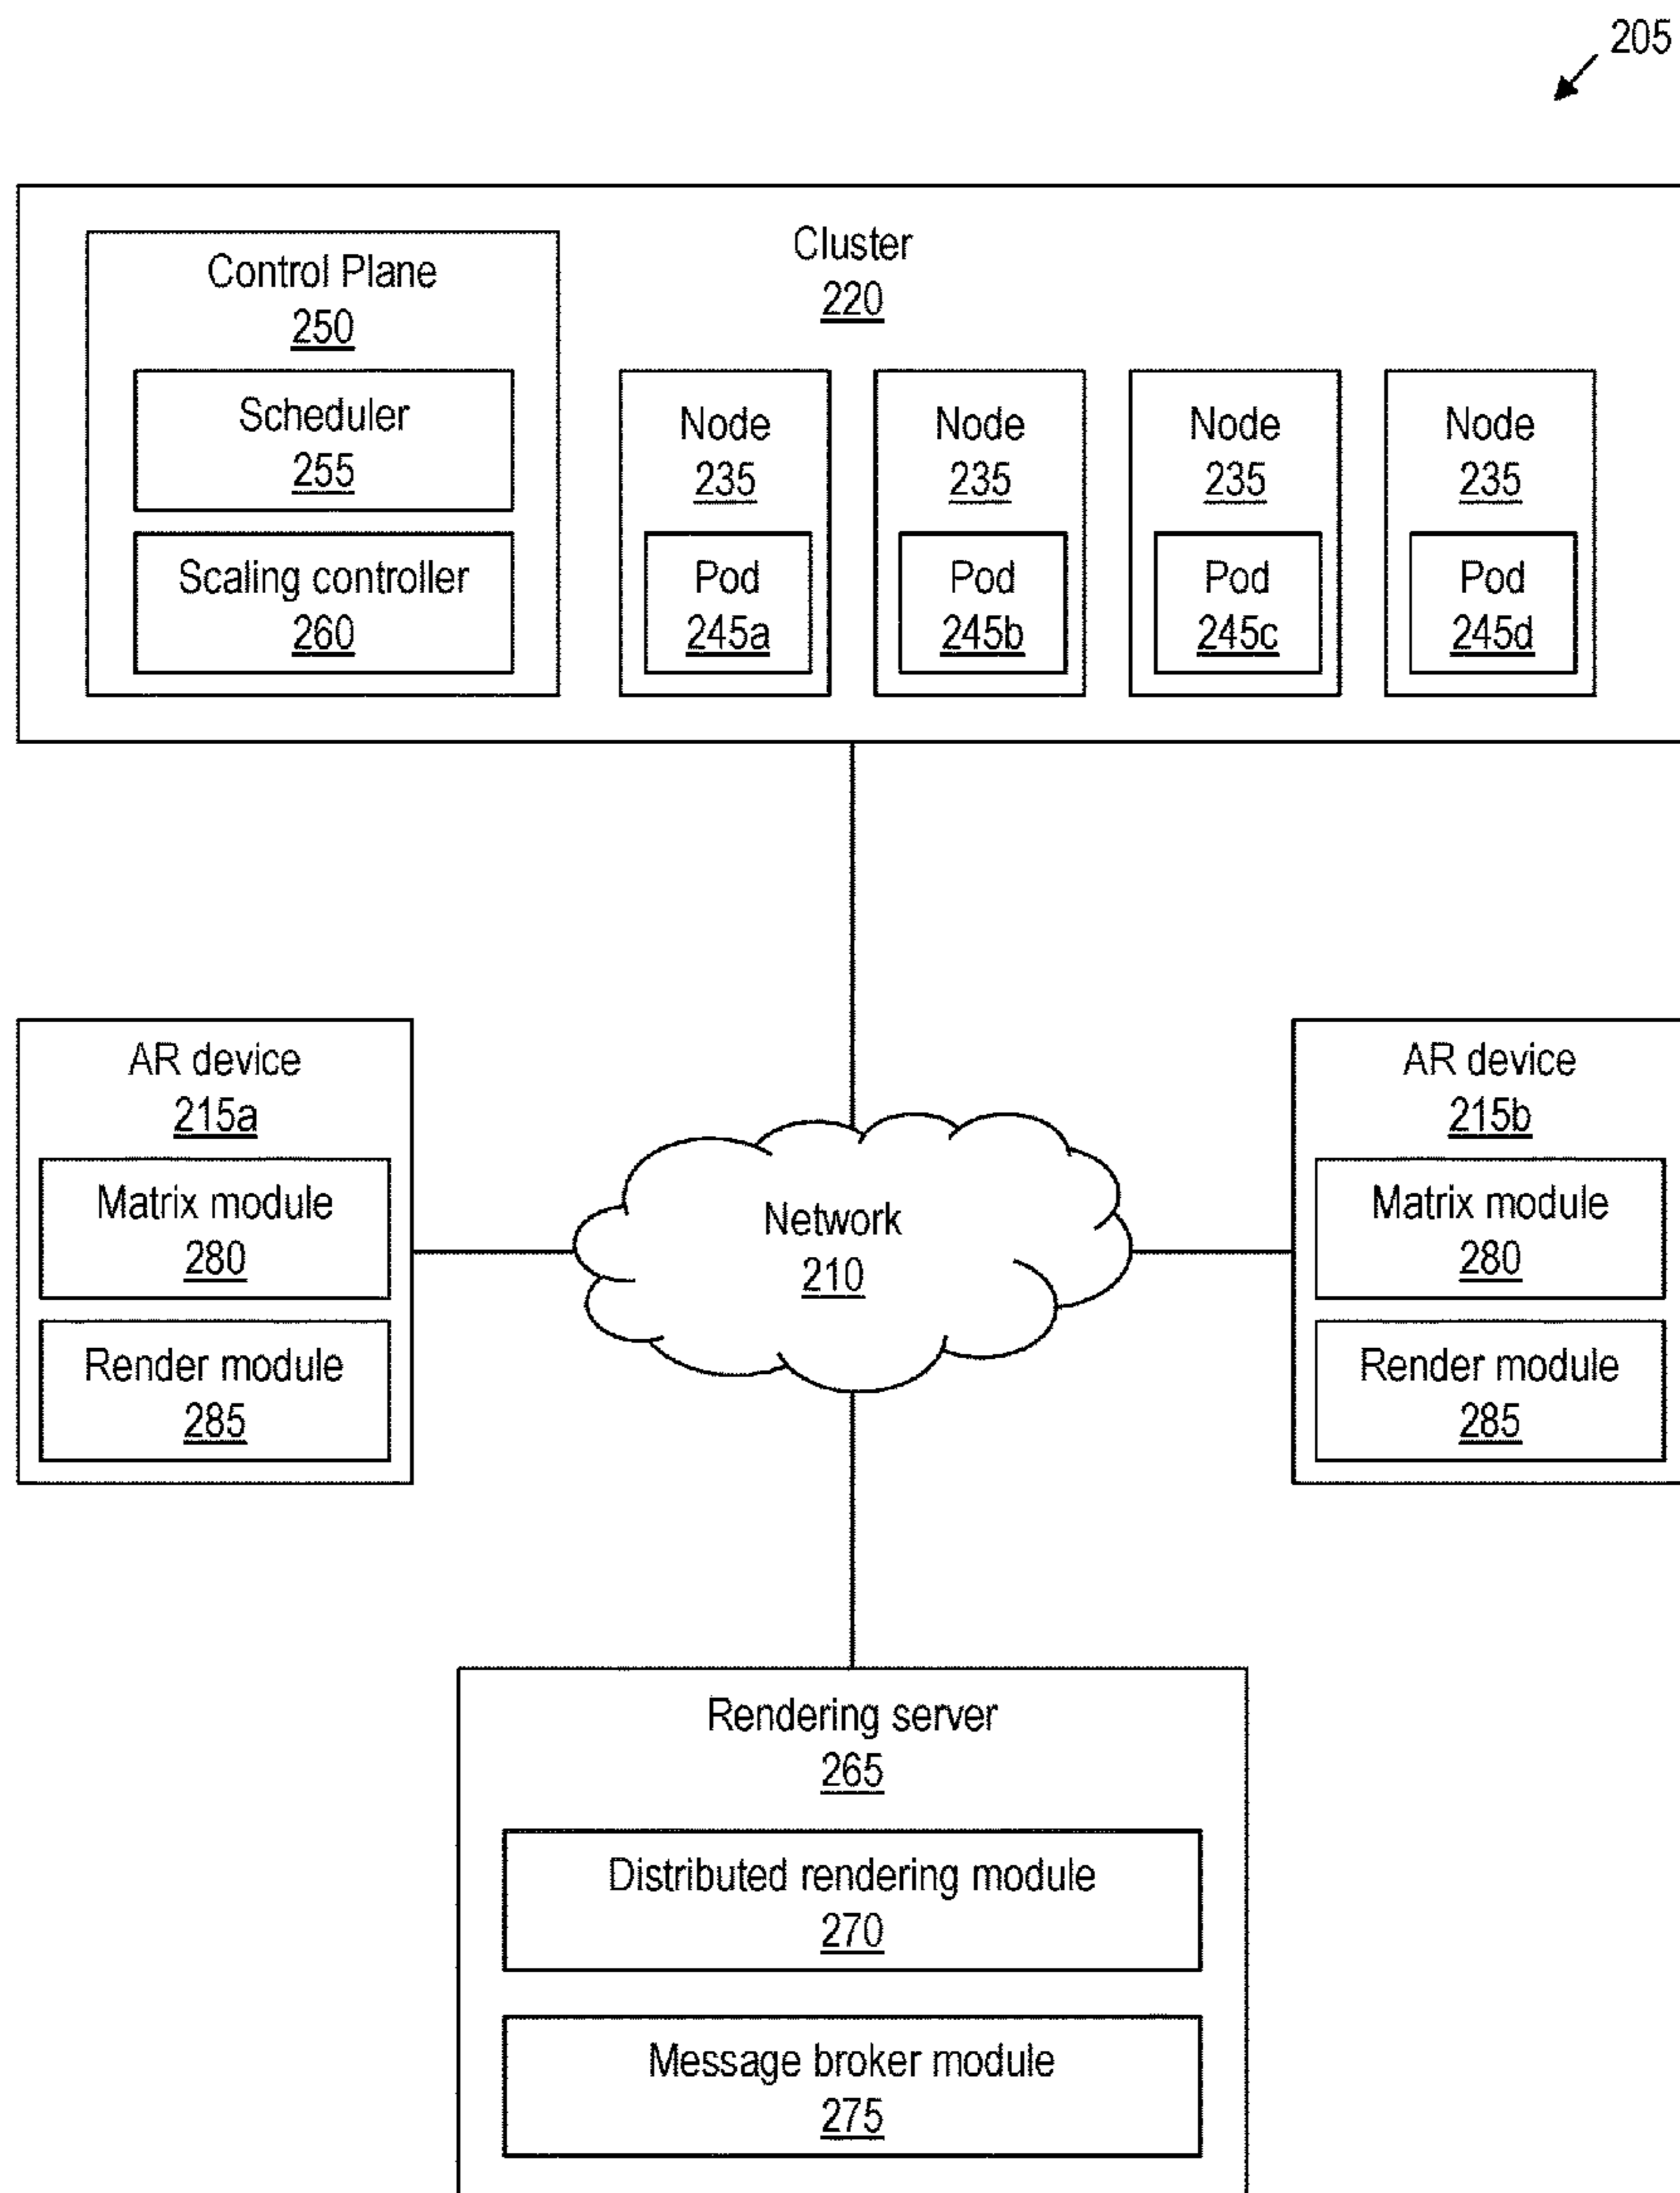 205
Cluster
220
Control Plane
250
Scheduler
255
Scaling controller
260
Node
235
Pod
245a
Node
235
Pod
245b
Node
235
Pod
245c
Node
235
Pod
245d
AR device
215a
Matrix module
280
Render module
285
Network
210
AR device
215b
Matrix module
280
Render module
285
Rendering server
265
Distributed rendering module
270
Message broker module
275